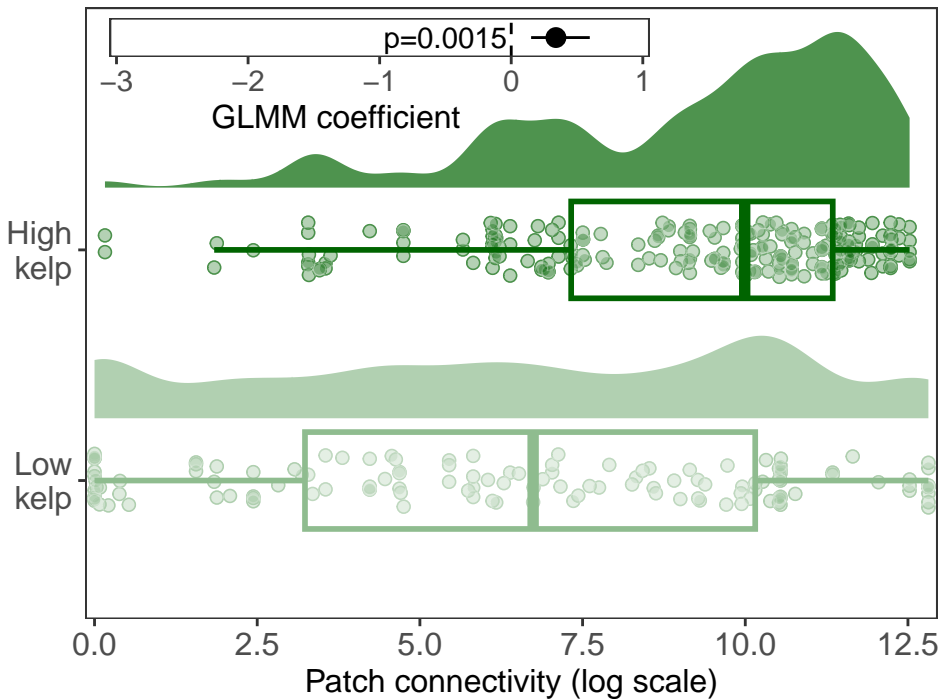 p=0.0015
−3 −2 −1 0 1
GLMM coefficient
High
kelp
Low
kelp
0.0 2.5 5.0 7.5 10.0 12.5
Patch connectivity (log scale)